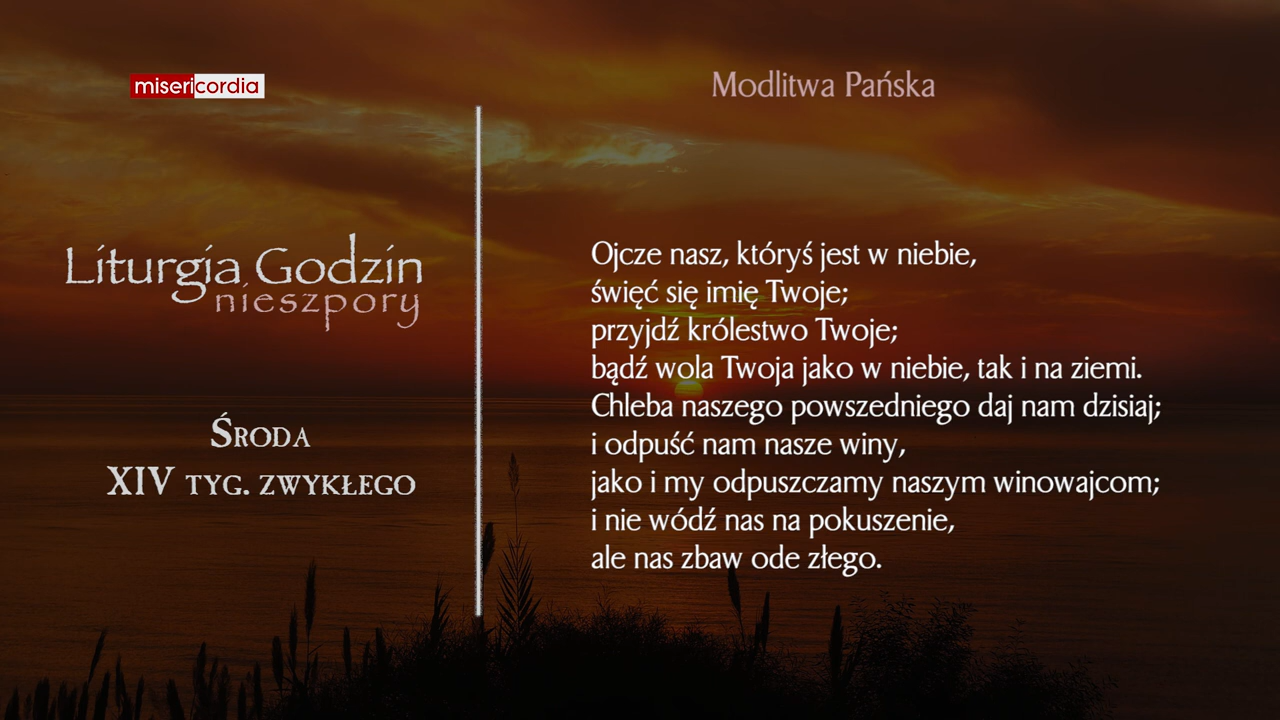 misericordia
Modlitwa Pańska
Liturgia Godzin
nieszpory
Środa
XIV tyg. zwykłego
Ojcze nasz, któryś jest w niebie,
święć się imię Twoje;
przyjdź królestwo Twoje;
bądź wola Twoja jako w niebie, tak i na ziemi.
Chleba naszego powszedniego daj nam dzisiaj;
i odpuść nam nasze winy,
jako i my odpuszczamy naszym winowajcom;
i nie wódź nas na pokuszenie,
ale nas zbaw ode złego.